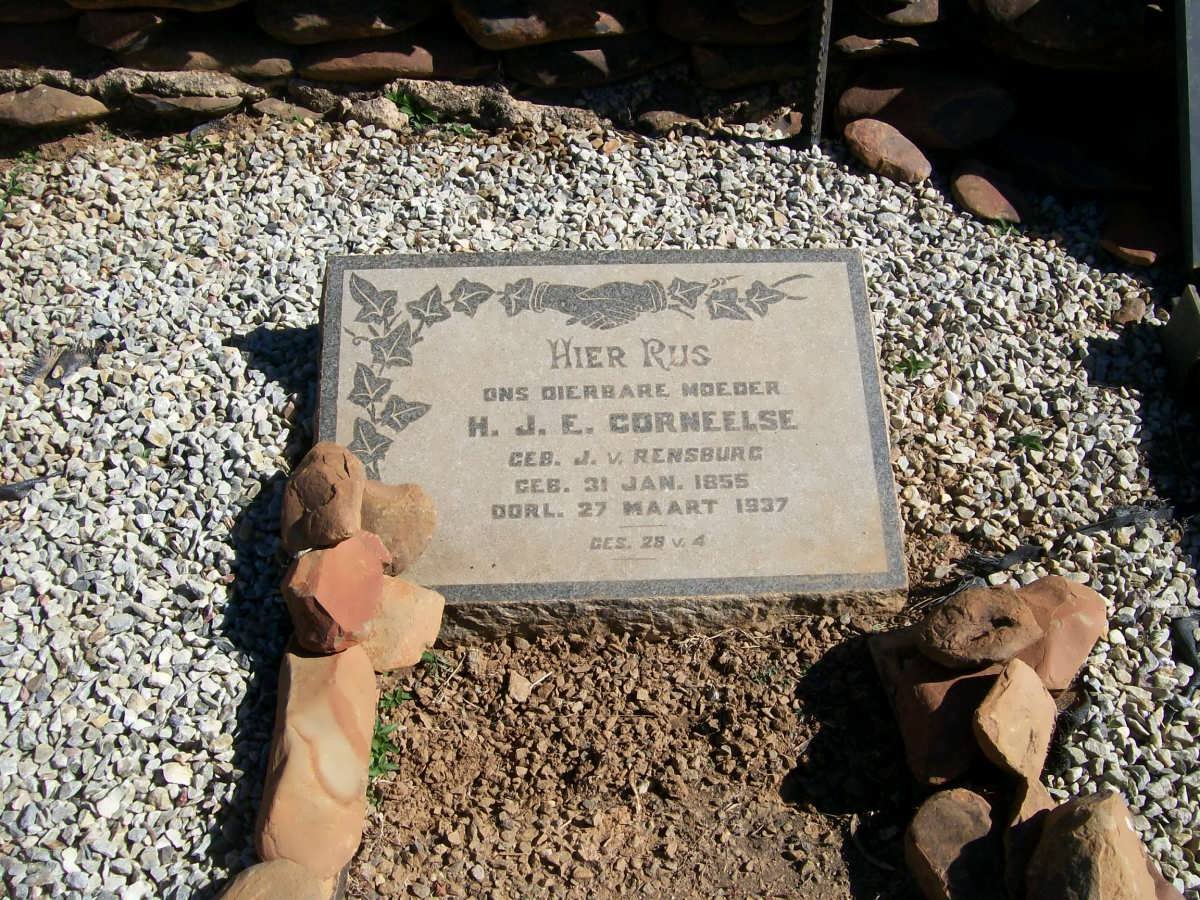 HIER RUS
ONS DIERBARE MOEDER
H. J. E. CORNEELSE
GEB. J. v. RENSBURG
GEB. 31 JAN. 1855
OORL. 27 MAART 1937
GES. 28 v. 4